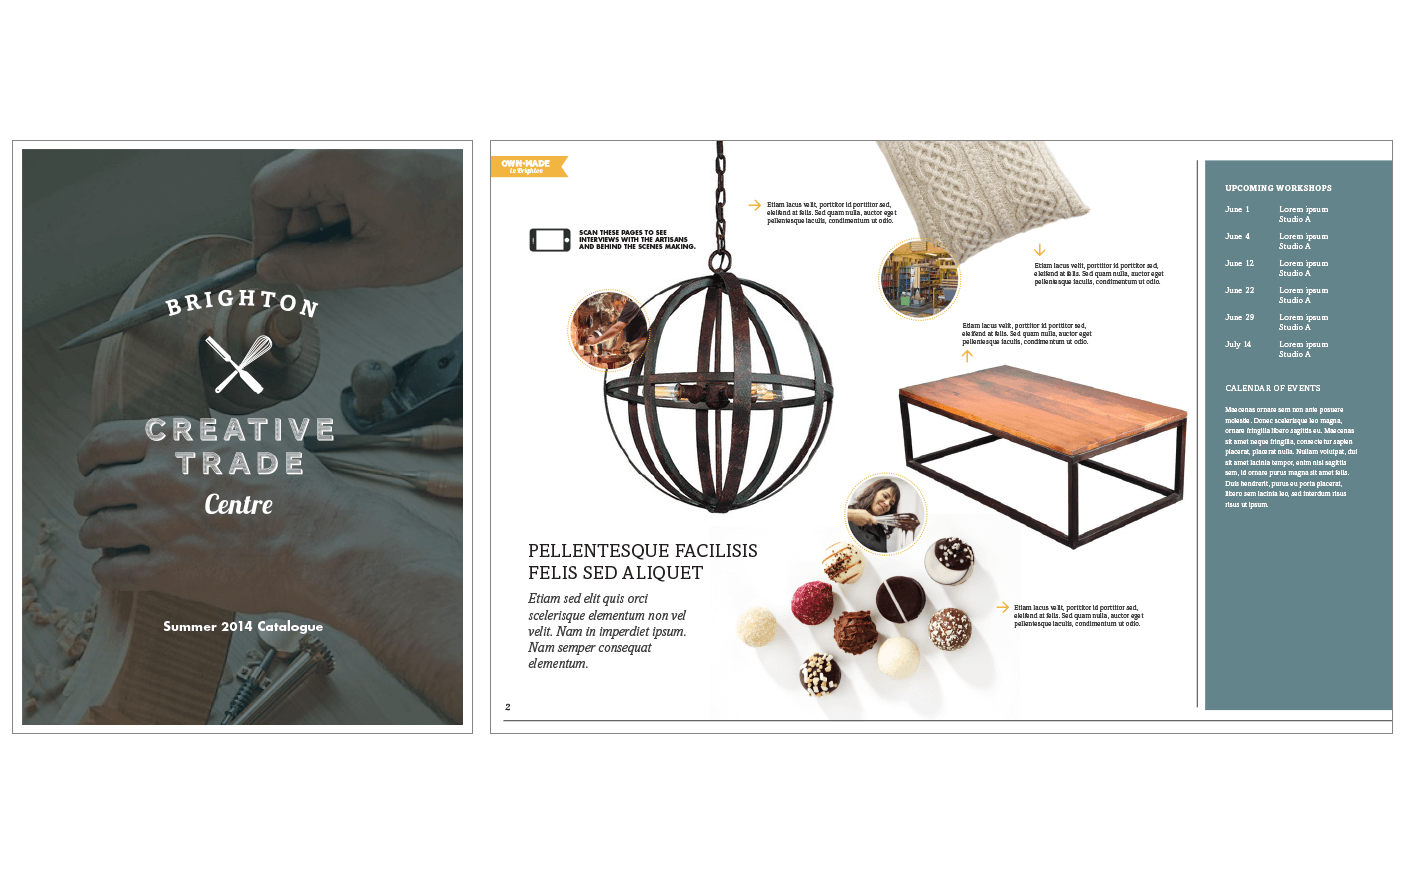 BRIGHTON
CREATIVE
TRADE
Centre
Summer 2014 Catalogue
OWN-MADE
in Brighton
SCAN THESE PAGES TO SEE
INTERVIEWS WITH THE ARTISANS
AND BEHIND THE SCENES MAKING.
Etiam lacus velit, porttitor id porttitor sed,
eleifend at felis. Sed quam nulla, auctor eget
pellentesque iaculis, condimentum ut odio.
Etiam lacus velit, porttitor id porttitor sed,
eleifend at felis. Sed quam nulla, auctor eget
pellentesque iaculis, condimentum ut odio.
Etiam lacus velit, porttitor id porttitor sed,
eleifend at felis. Sed quam nulla, auctor eget
pellentesque iaculis, condimentum ut odio.
PELLENTESQUE FACILISIS
FELIS SED ALIQUET
Etiam sed elit quis orci
scelerisque elementum non vel
velit. Nam in imperdiet ipsum.
Nam semper consequat
elementum.
Etiam lacus velit, porttitor id porttitor sed,
eleifend at felis. Sed quam nulla, auctor eget
pellentesque iaculis, condimentum ut odio.
2
UPCOMING WORKSHOPS
June 1 Lorem ipsum
Studio A
June 4 Lorem ipsum
Studio A
June 12 Lorem ipsum
Studio A
June 22 Lorem ipsum
Studio A
June 29 Lorem ipsum
Studio A
July 14 Lorem ipsum
Studio A
CALENDAR OF EVENTS
Maecenas ornare sem non ante posuere
molestie. Donec scelerisque leo magna,
ornare fringilla libero sagittis eu. Maecenas
sit amet neque fringilla, consectetur sapien
placerat, placerat nulla. Nullam volutpat, dui
sit amet lacinia tempor, enim nisl sagittis
sem, id ornare purus magna sit amet felis.
Duis hendrerit, purus eu porta placerat,
libero sem lacinia leo, sed interdum risus
risus ut ipsum.